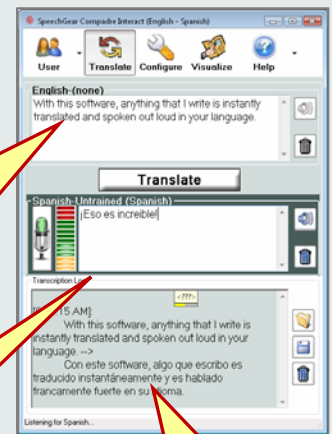 SpeechGear Compadre Interact (English - Spanish)
User Translate Configure Visualize Help
English-(none)
With this software, anything that I write is instantly
translated and spoken out loud in your language.
Translate
Spanish-Untrained (Spanish)
¡Eso es increible!
Transcription Log
<???>
15 AM]:
With this software, anything that I write is
instantly translated and spoken out loud in your
language. -->
Con este software, algo que escribo es
traducido instantáneamente y es hablado
francamente fuerte en su idioma.
Listening for Spanish...